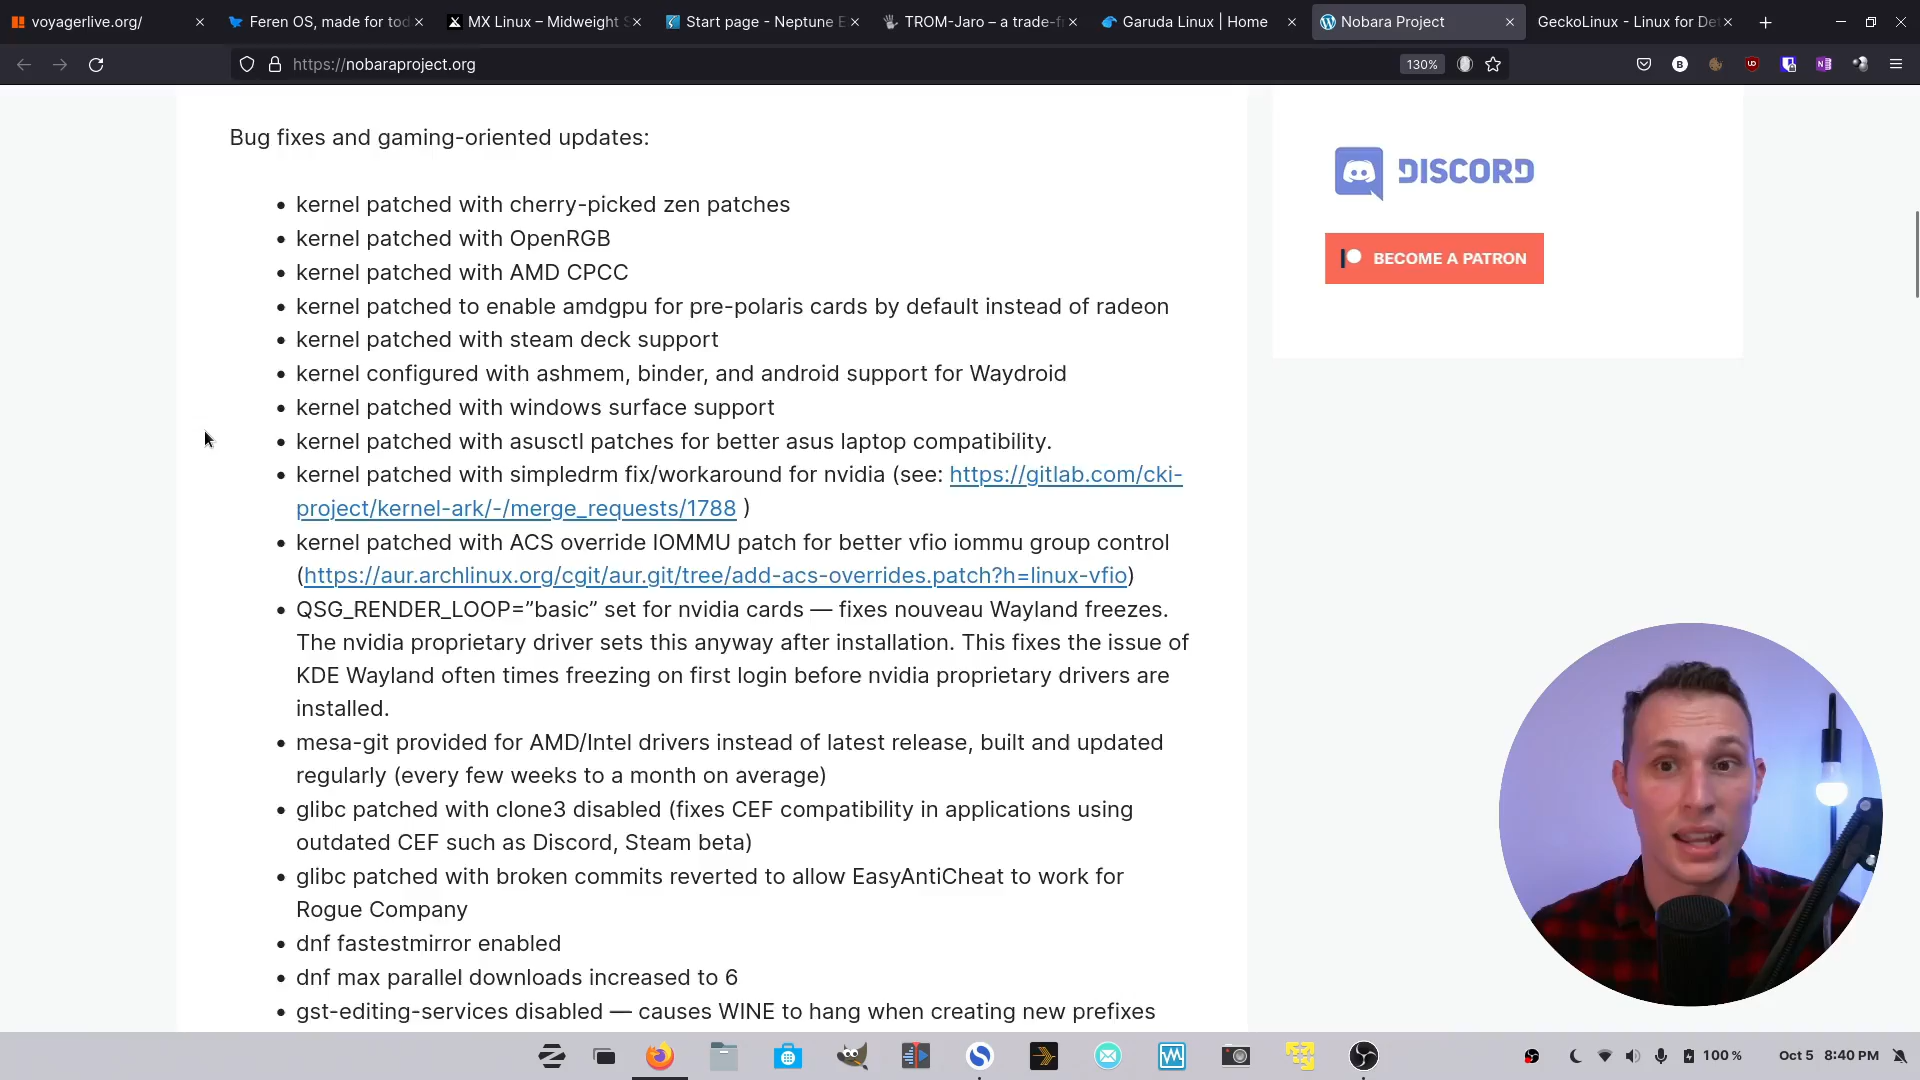 voyagerlive.org/
Feren OS, made for tod
MX Linux – Midweight S
Start page - Neptune E
TROM-Jaro – a trade-f
Garuda Linux | Home
Nobara Project
GeckoLinux - Linux for Det
https://nobaraproject.org
130%
Bug fixes and gaming-oriented updates:
• kernel patched with cherry-picked zen patches
• kernel patched with OpenRGB
• kernel patched with AMD CPCC
• kernel patched to enable amdgpu for pre-polaris cards by default instead of radeon
• kernel patched with steam deck support
• kernel configured with ashmem, binder, and android support for Waydroid
• kernel patched with windows surface support
• kernel patched with asusctl patches for better asus laptop compatibility.
• kernel patched with simpledrm fix/workaround for nvidia (see: https://gitlab.com/cki-
project/kernel-ark/-/merge_requests/1788 )
• kernel patched with ACS override IOMMU patch for better vfio iommu group control
(https://aur.archlinux.org/cgit/aur.git/tree/add-acs-overrides.patch?h=linux-vfio)
• QSG_RENDER_LOOP=”basic” set for nvidia cards — fixes nouveau Wayland freezes.
The nvidia proprietary driver sets this anyway after installation. This fixes the issue of
KDE Wayland often times freezing on first login before nvidia proprietary drivers are
installed.
• mesa-git provided for AMD/Intel drivers instead of latest release, built and updated
regularly (every few weeks to a month on average)
• glibc patched with clone3 disabled (fixes CEF compatibility in applications using
outdated CEF such as Discord, Steam beta)
• glibc patched with broken commits reverted to allow EasyAntiCheat to work for
Rogue Company
• dnf fastestmirror enabled
• dnf max parallel downloads increased to 6
• gst-editing-services disabled — causes WINE to hang when creating new prefixes
DISCORD
BECOME A PATRON
100 %
Oct 5 8:40 PM